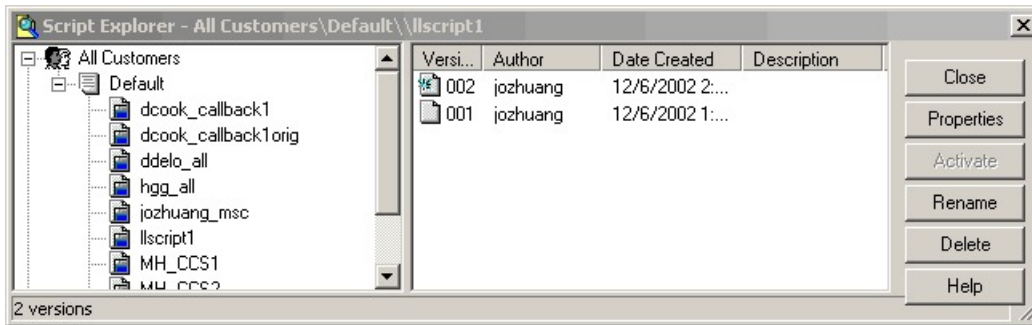 Script Explorer - All Customers\Default\\llscript1
All Customers
Default
dcook_callback1
dcook_callback1orig
ddelo_all
hgg_all
jozhuang_msc
llscript1
MH_CCS1
MH_CCS2
Versi... Author Date Created Description
002 jozhuang 12/6/2002 2:...
001 jozhuang 12/6/2002 1:...
Close
Properties
Activate
Rename
Delete
Help
2 versions